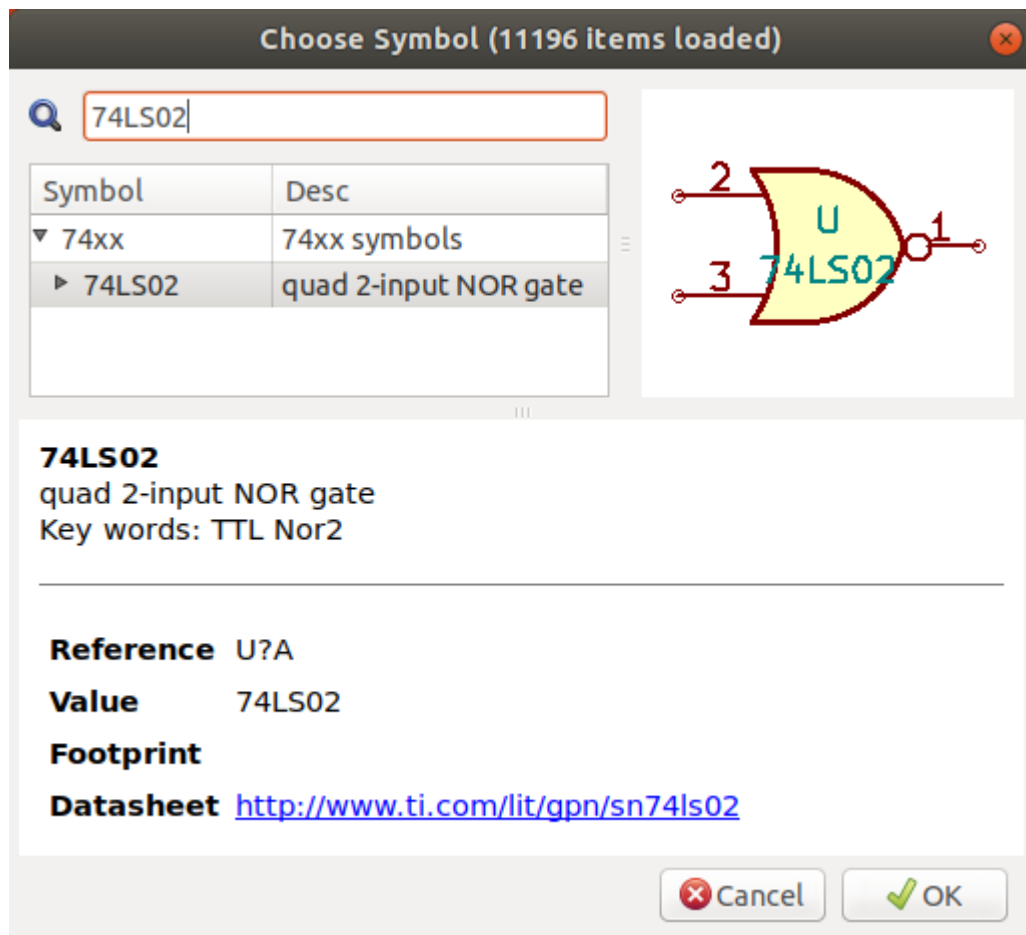 Choose Symbol (11196 items loaded)
74LS02
Symbol Desc
74xx 74xx symbols
74LS02 quad 2-input NOR gate
2
U
1
74LS02
3
74LS02
quad 2-input NOR gate
Key words: TTL Nor2
Reference U?A
Value 74LS02
Footprint
Datasheet http://www.ti.com/lit/gpn/sn74ls02
Cancel OK